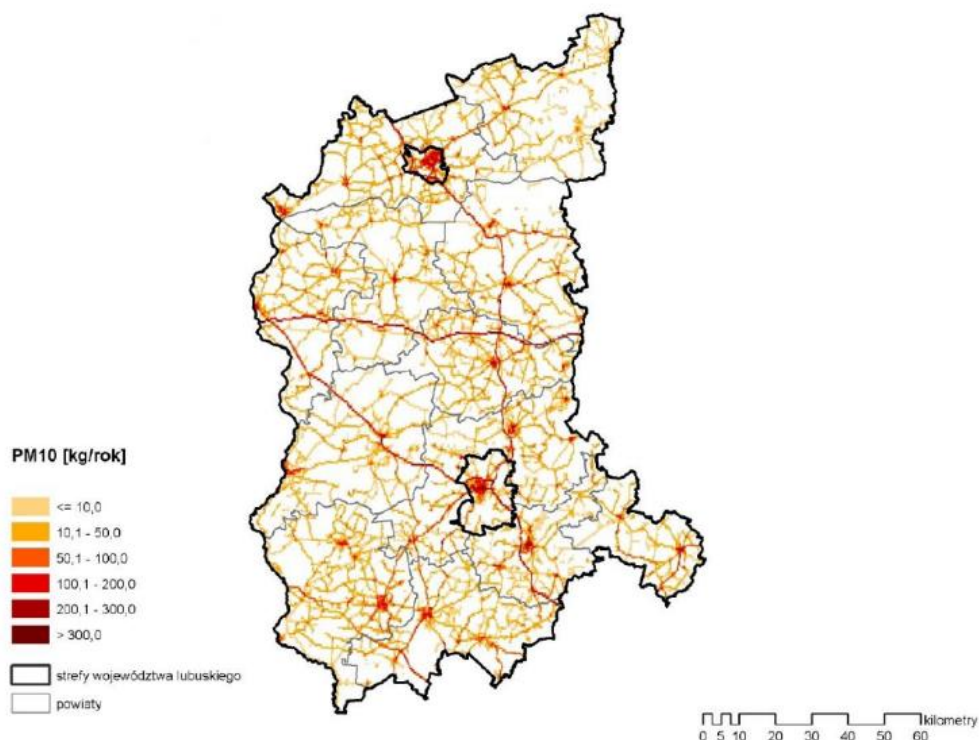 PM10 [kg/rok]
<= 10,0
10,1 - 50,0
50,1 - 100,0
100,1 - 200,0
200,1 - 300,0
> 300,0
strefy województwa lubuskiego
powiaty
kilometry
0 5 10 20 30 40 50 60